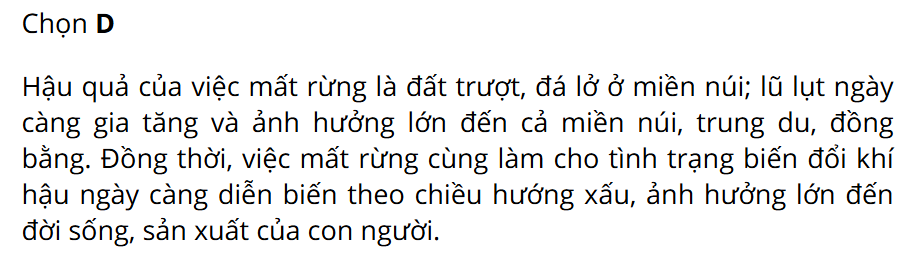 Chọn D
Hậu quả của việc mất rừng là đất trượt, đá lở ở miền núi; lũ lụt ngày
càng gia tăng và ảnh hưởng lớn đến cả miền núi, trung du, đồng
bằng. Đồng thời, việc mất rừng cùng làm cho tình trạng biến đổi khí
hậu ngày càng diễn biến theo chiều hướng xấu, ảnh hưởng lớn đến
đời sống, sản xuất của con người.